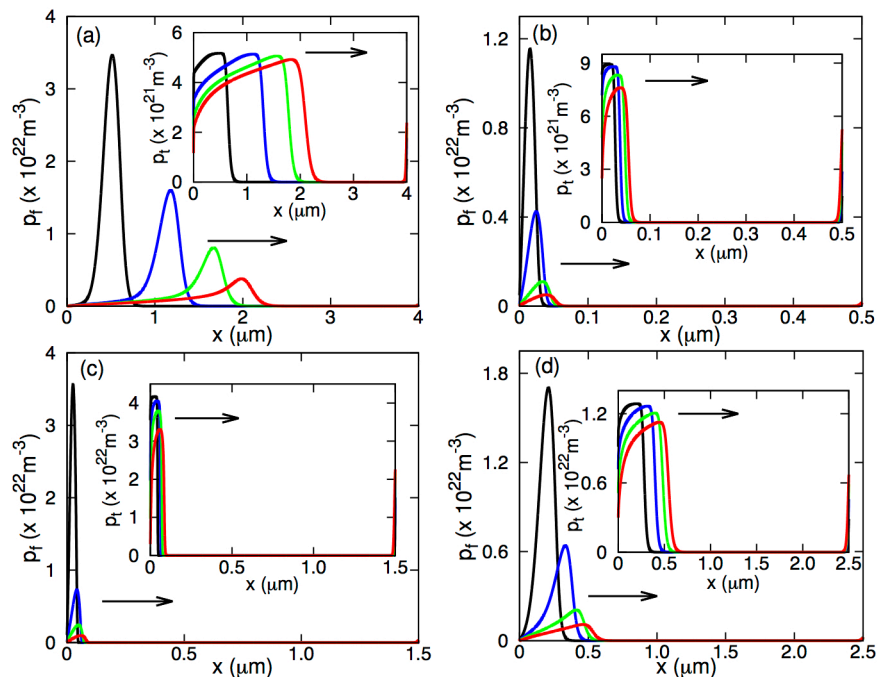 (a)
p_f (x 10^22 m^-3)
4
3
2
1
0
0 1 2 3 4
x (μm)
p_t (x 10^21 m^-3)
6
4
2
0
0 1 2 3 4
x (μm)
(b)
p_f (x 10^22 m^-3)
1.2
0.8
0.4
0
0 0.1 0.2 0.3 0.4 0.5
x (μm)
p_t (x 10^21 m^-3)
9
6
3
0
0 0.1 0.2 0.3 0.4 0.5
x (μm)
(c)
p_f (x 10^22 m^-3)
4
3
2
1
0
0 0.5 1.0 1.5
x (μm)
p_t (x 10^22 m^-3)
4
3
2
1
0
0 0.5 1.0 1.5
x (μm)
(d)
p_f (x 10^22 m^-3)
1.8
1.2
0.6
0
0 0.5 1.0 1.5 2.0 2.5
x (μm)
p_t (x 10^22 m^-3)
1.2
0.6
0
0 0.5 1.0 1.5 2.0 2.5
x (μm)